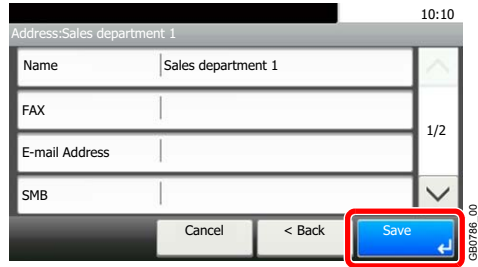 10:10
Address:Sales department 1
Name Sales department 1
FAX
E-mail Address
SMB
1/2
Cancel < Back Save
GB0786_00